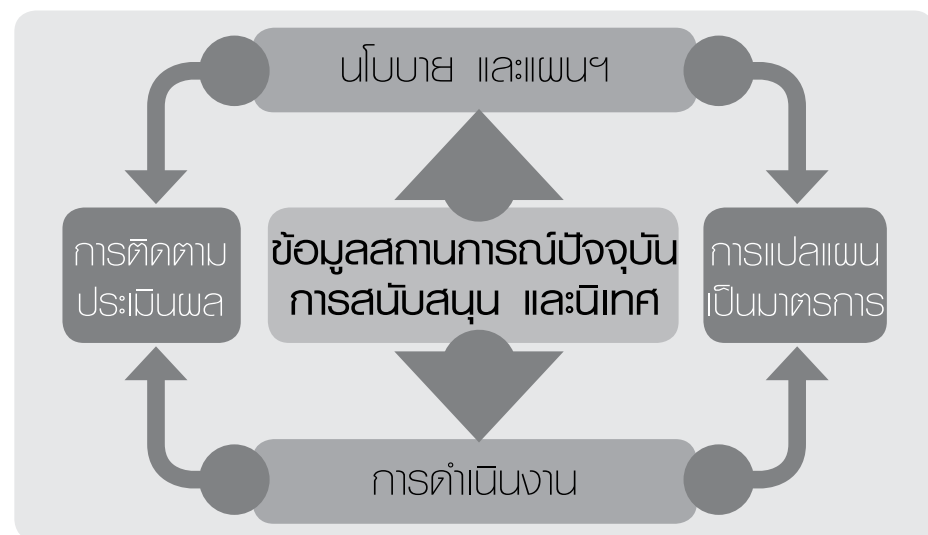 นโบบาย และแผนฯ
การติดตาม
ประเมินผล
ข้อมูลสถานการณ์ปัจจุบัน
การสนับสนุน และนิเทศ
การแปลแผน
เป็นมาตรการ
การดำเนินงาน